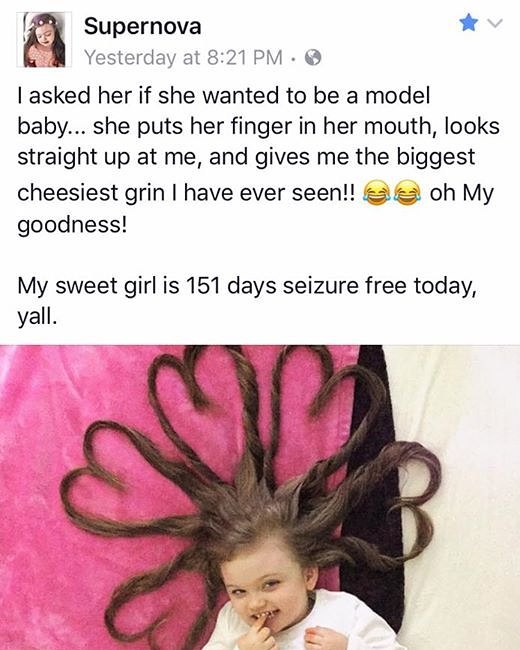 Supernova
Yesterday at 8:21 PM ·
I asked her if she wanted to be a model
baby... she puts her finger in her mouth, looks
straight up at me, and gives me the biggest
cheesiest grin I have ever seen!! 😂😂 oh My
goodness!
My sweet girl is 151 days seizure free today,
yall.